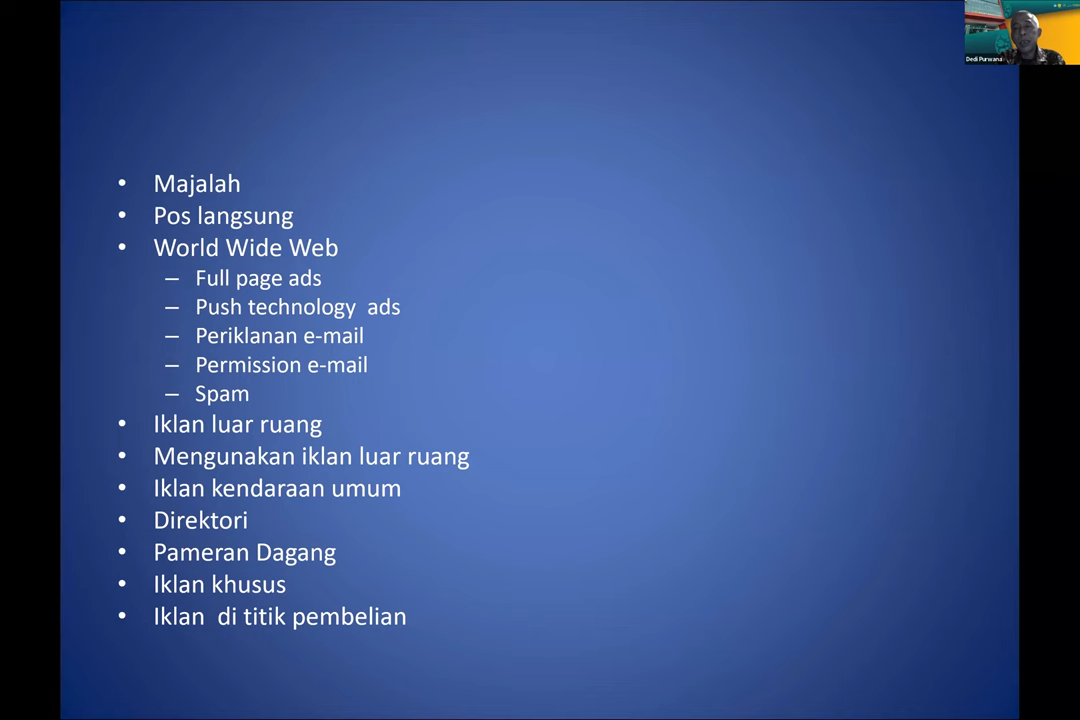 Dedi Purwana
• Majalah
• Pos langsung
• World Wide Web
– Full page ads
– Push technology  ads
– Periklanan e-mail
– Permission e-mail
– Spam
• Iklan luar ruang
• Mengunakan iklan luar ruang
• Iklan kendaraan umum
• Direktori
• Pameran Dagang
• Iklan khusus
• Iklan  di titik pembelian